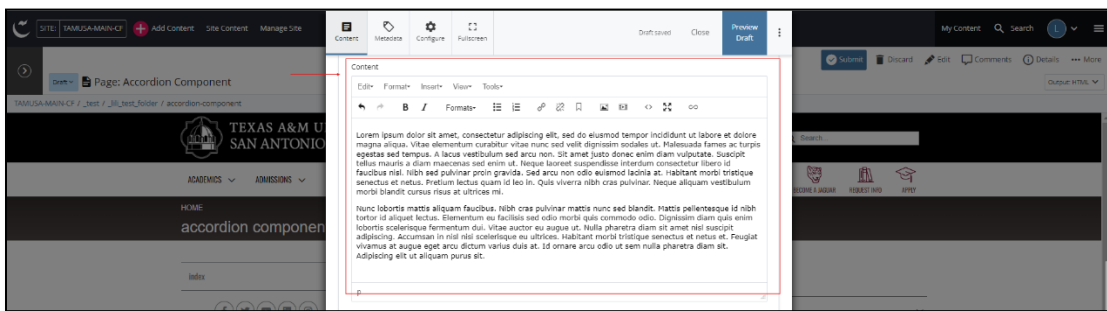 SITE: TAMUSA-MAIN-CF Add Content Site Content Manage Site
Content Metadata Configure Fullscreen Draft saved Close Preview Draft
My Content Search L
Submit Discard Edit Comments Details More
Draft Page: Accordion Component
Output: HTML
TAMUSA-MAIN-CF / _test / _lili_test_folder / accordion-component
TEXAS A&M U
SAN ANTONIO
Search...
ACADEMICS ADMISSIONS
BECOME A JAGUAR REQUEST INFO APPLY
HOME
accordion componen
index
Content
Edit Format Insert View Tools
B I Formats
Lorem ipsum dolor sit amet, consectetur adipiscing elit, sed do eiusmod tempor incididunt ut labore et dolore
magna aliqua. Vitae elementum curabitur vitae nunc sed velit dignissim sodales ut. Malesuada fames ac turpis
egestas sed tempus. A lacus vestibulum sed arcu non. Sit amet justo donec enim diam vulputate. Suscipit
tellus mauris a diam maecenas sed enim ut. Neque laoreet suspendisse interdum consectetur libero id
faucibus nisl. Nibh sed pulvinar proin gravida. Sed arcu non odio euismod lacinia at. Habitant morbi tristique
senectus et netus. Pretium lectus quam id leo in. Quis viverra nibh cras pulvinar. Neque aliquam vestibulum
morbi blandit cursus risus at ultrices mi.
Nunc lobortis mattis aliquam faucibus. Nibh cras pulvinar mattis nunc sed blandit. Mattis pellentesque id nibh
tortor id aliquet lectus. Elementum eu facilisis sed odio morbi quis commodo odio. Dignissim diam quis enim
lobortis scelerisque fermentum dui. Vitae auctor eu augue ut. Nulla pharetra diam sit amet nisl suscipit
adipiscing. Accumsan in nisl nisi scelerisque eu ultrices. Habitant morbi tristique senectus et netus et. Feugiat
vivamus at augue eget arcu dictum varius duis at. Id ornare arcu odio ut sem nulla pharetra diam sit.
Adipiscing elit ut aliquam purus sit.
p